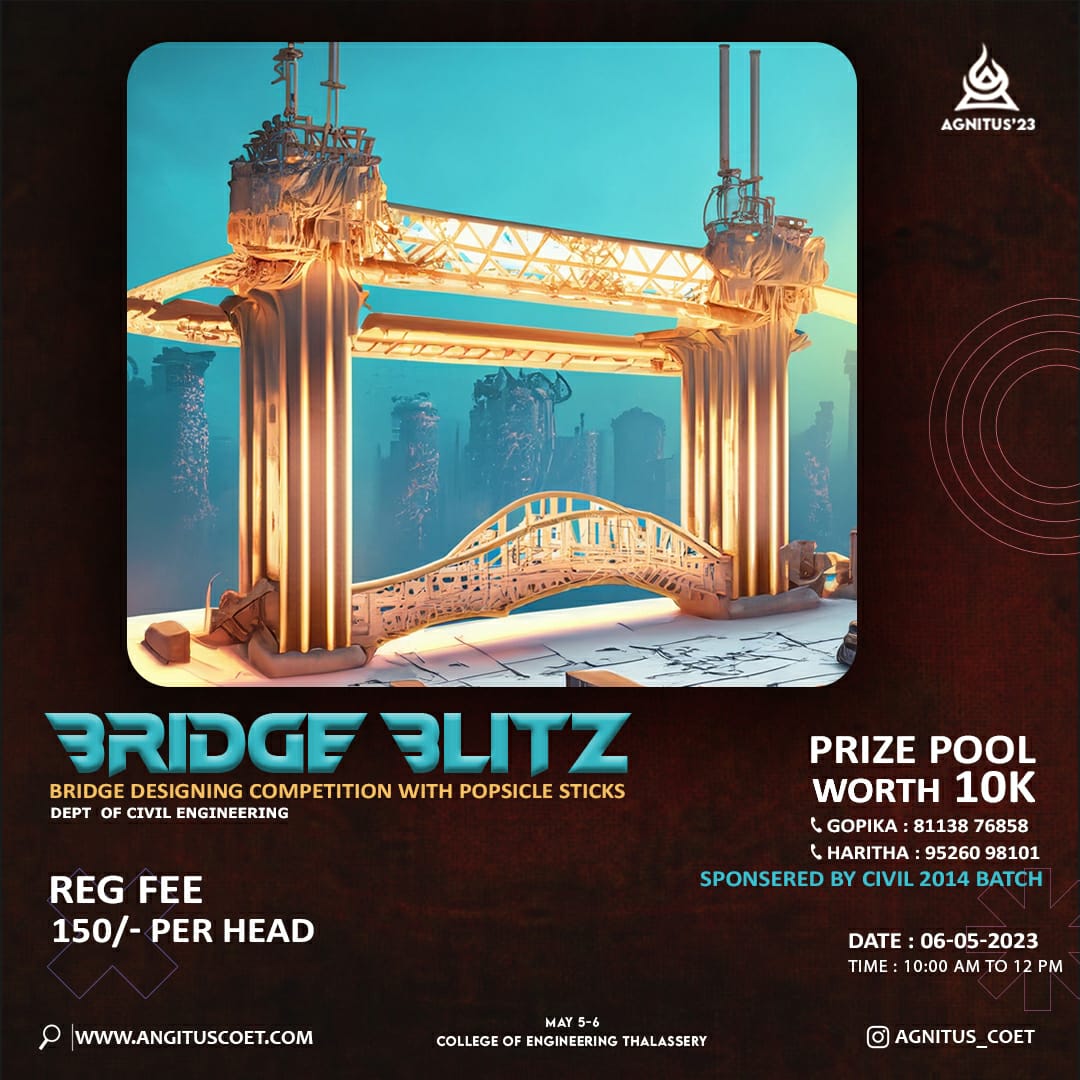 AGNITUS'23
BRIDGE BLITZ
BRIDGE DESIGNING COMPETITION WITH POPSICLE STICKS
DEPT OF CIVIL ENGINEERING
REG FEE
150/- PER HEAD
PRIZE POOL
WORTH 10K
GOPIKA : 81138 76858
HARITHA : 95260 98101
SPONSERED BY CIVIL 2014 BATCH
DATE : 06-05-2023
TIME : 10:00 AM TO 12 PM
WWW.ANGITUSCOET.COM
MAY 5-6
COLLEGE OF ENGINEERING THALASSERY
AGNITUS_COET